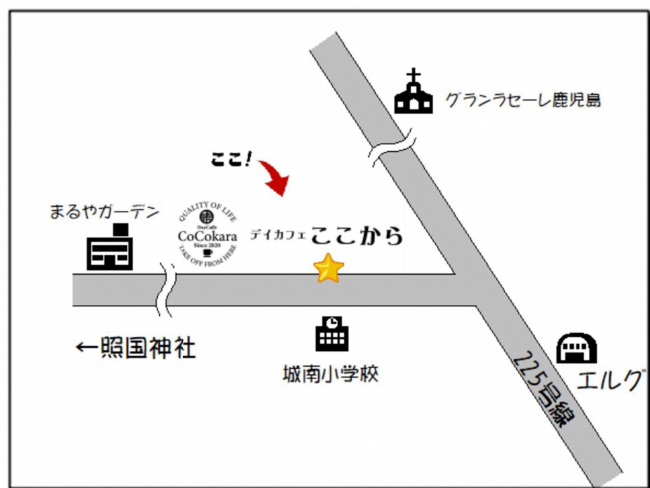 グランラセーレ鹿児島
ここ!
まるやガーデン
QUALITY OF LIFE
DayCafe
CoCokara
Since 2020
TAKE OFF FROM HERE
デイカフェ ここから
←照国神社
城南小学校
エルグ
225号線